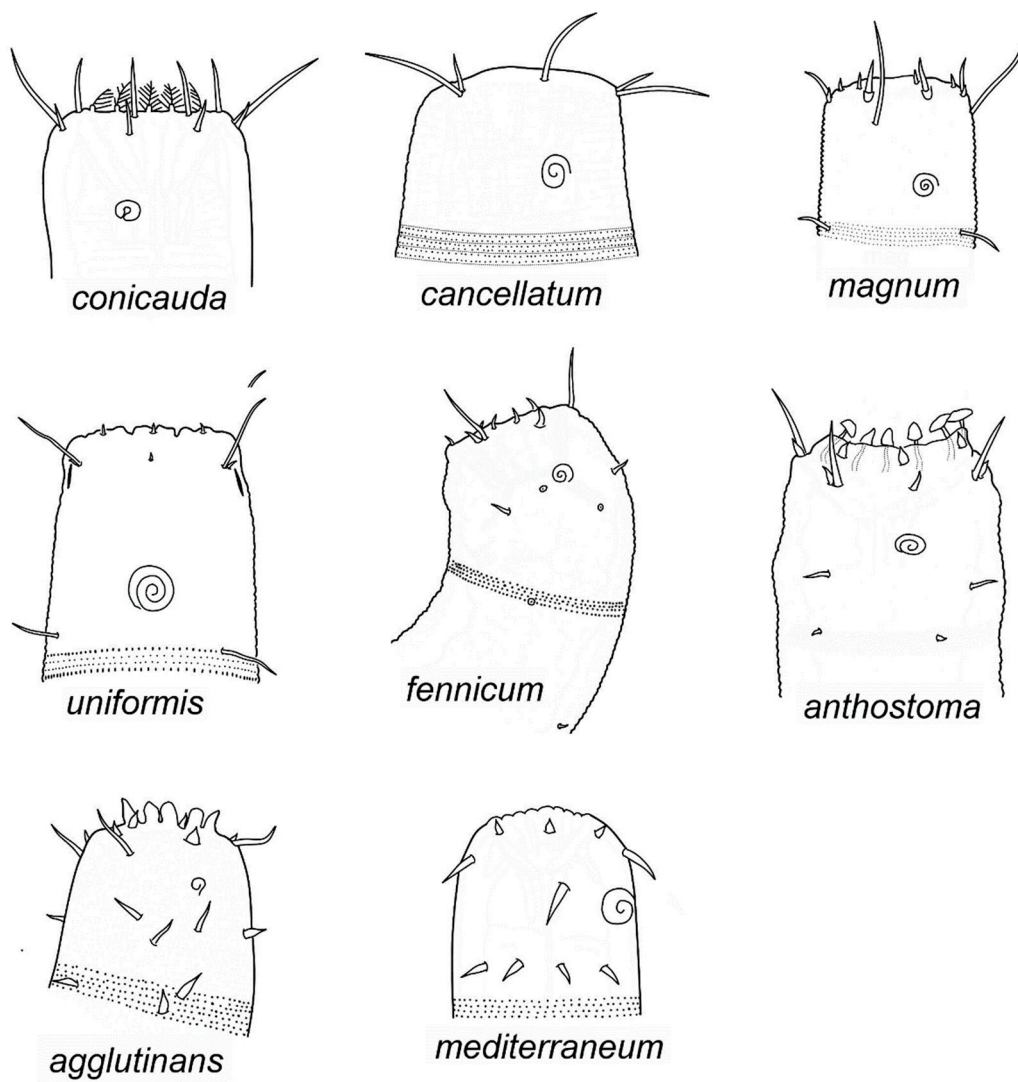 conicauda
cancellatum
magnum
uniformis
fennicum
anthostoma
agglutinans
mediterraneum